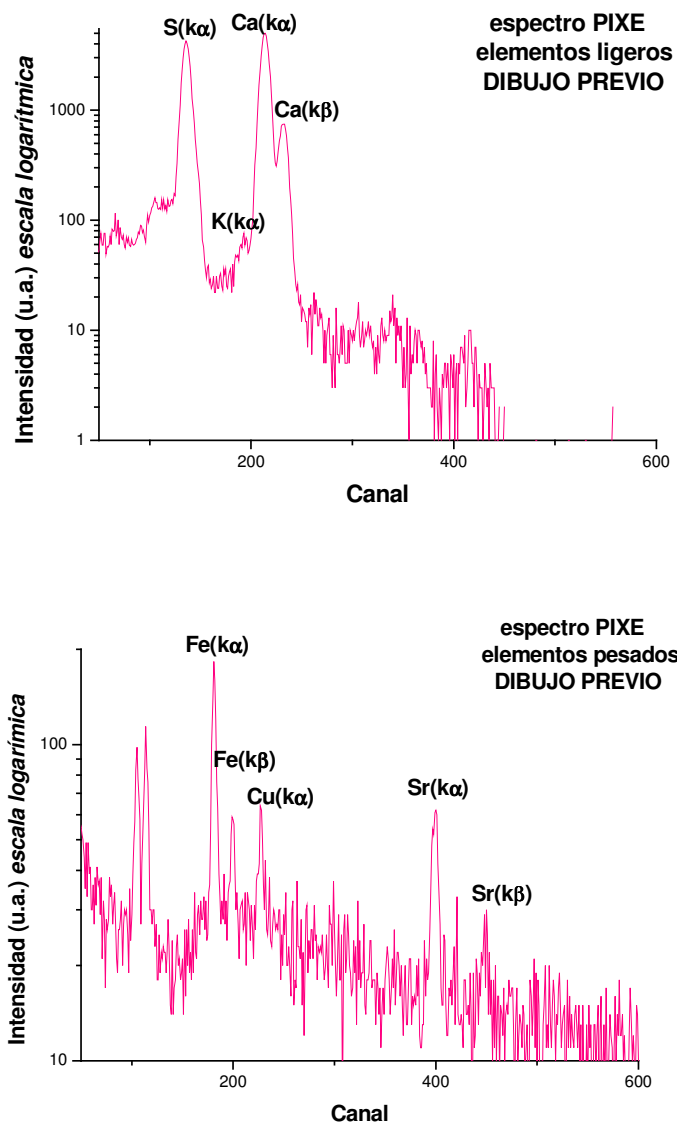 espectro PIXE
elementos ligeros
DIBUJO PREVIO
S(kα)
Ca(kα)
Ca(kβ)
K(kα)
Intensidad (u.a.) escala logarítmica
1000
100
10
1
200
400
600
Canal
espectro PIXE
elementos pesados
DIBUJO PREVIO
Fe(kα)
Fe(kβ)
Cu(kα)
Sr(kα)
Sr(kβ)
Intensidad (u.a.) escala logarímica
100
10
200
400
600
Canal